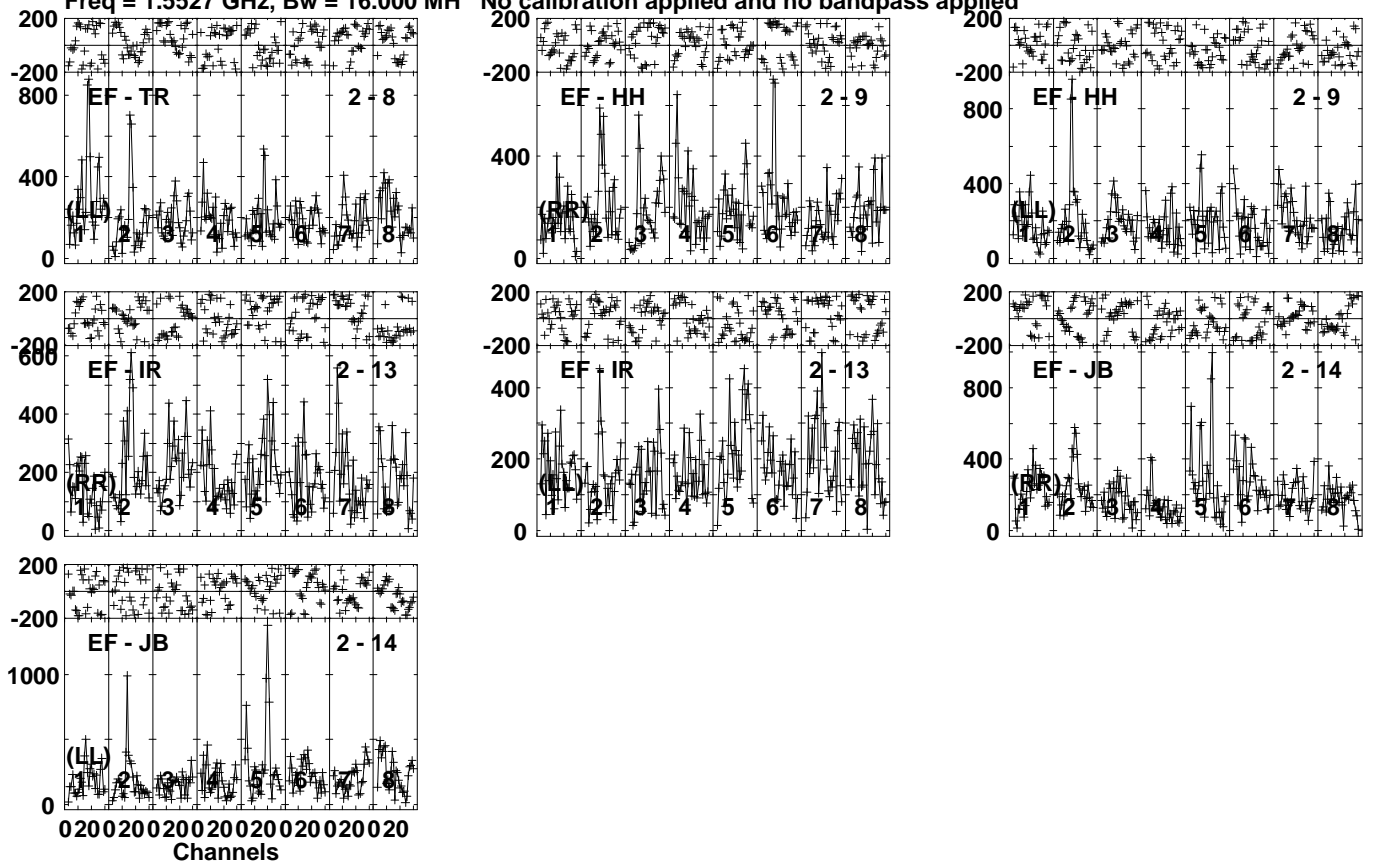 Freq = 1.5527 GHz, Bw = 16.000 MH No calibration applied and no bandpass applied
200
-200
800
400
0
EF - TR 2 - 8
(LL)
1 2 3 4 5 6 7 8
200
-200
400
0
EF - HH 2 - 9
(RR)
1 2 3 4 5 6 7 8
200
-200
800
400
0
EF - HH 2 - 9
(LL)
1 2 3 4 5 6 7 8
200
-200
600
400
200
0
EF - IR 2 - 13
(RR)
1 2 3 4 5 6 7 8
200
-200
400
200
0
EF - IR 2 - 13
(LL)
1 2 3 4 5 6 7 8
200
-200
800
400
0
EF - JB 2 - 14
(RR)
1 2 3 4 5 6 7 8
200
-200
1000
0
EF - JB 2 - 14
(LL)
1 2 3 4 5 6 7 8
0 20 0 20 0 20 0 20 0 20 0 20 0 20 0 20
Channels